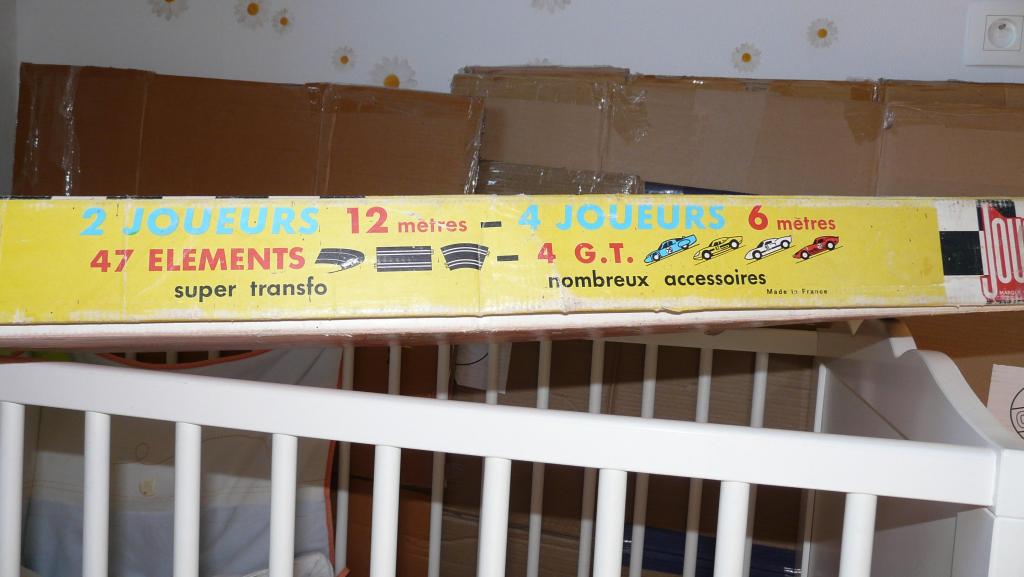 2 JOUEURS 12 mètres - 4 JOUEURS 6 mètres
47 ELEMENTS - 4 G.T.
super transfo nombreux accessoires
Made in France